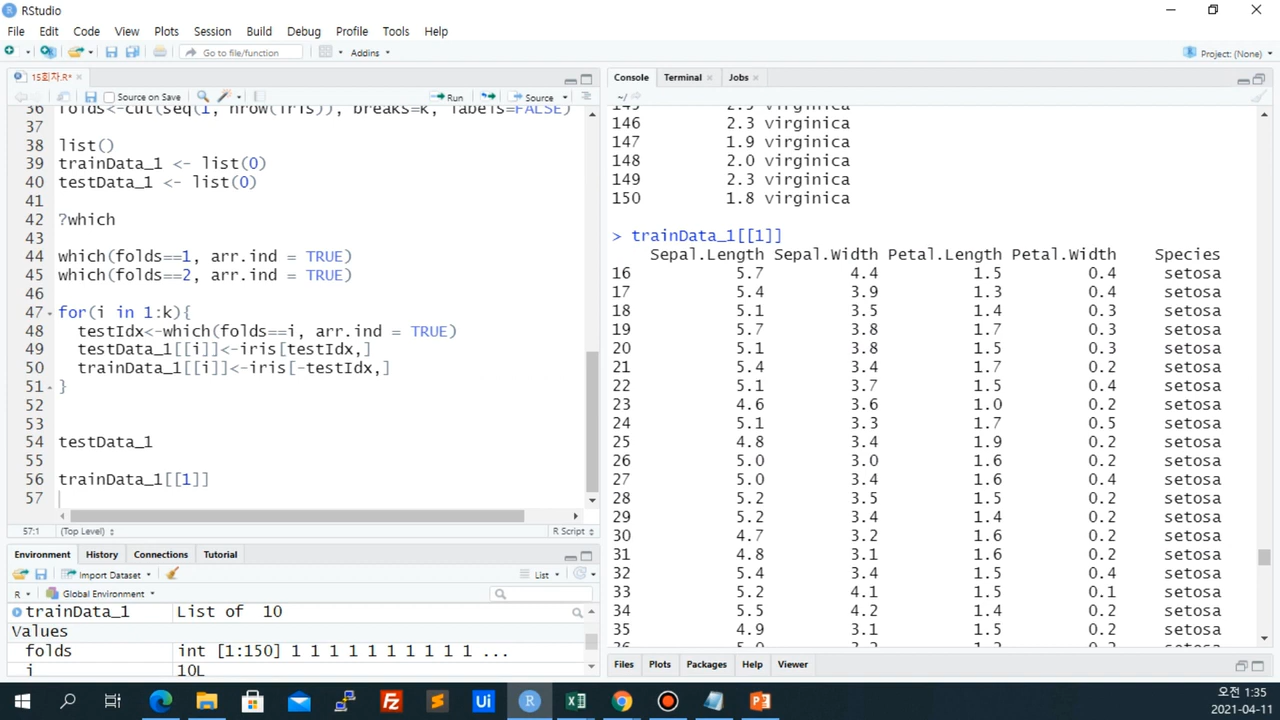 RStudio
File Edit Code View Plots Session Build Debug Profile Tools Help
Go to file/function Addins Project: (None)
15회차.R*
Source on Save Run Source
36 folds<-cut(seq(1, nrow(iris)), breaks=k, labels=FALSE)
37
38 list()
39 trainData_1 <- list(0)
40 testData_1 <- list(0)
41
42 ?which
43
44 which(folds==1, arr.ind = TRUE)
45 which(folds==2, arr.ind = TRUE)
46
47 for(i in 1:k){
48 testIdx<-which(folds==i, arr.ind = TRUE)
49 testData_1[[i]]<-iris[testIdx,]
50 trainData_1[[i]]<-iris[-testIdx,]
51 }
52
53
54 testData_1
55
56 trainData_1[[1]]
57
57:1 (Top Level) R Script
Environment History Connections Tutorial
Import Dataset List
R Global Environment
trainData_1 List of 10
Values
folds int [1:150] 1 1 1 1 1 1 1 1 1 1 ...
i 10L
Console Terminal Jobs
~/
145 2.5 virginica
146 2.3 virginica
147 1.9 virginica
148 2.0 virginica
149 2.3 virginica
150 1.8 virginica
> trainData_1[[1]]
Sepal.Length Sepal.Width Petal.Length Petal.Width Species
16 5.7 4.4 1.5 0.4 setosa
17 5.4 3.9 1.3 0.4 setosa
18 5.1 3.5 1.4 0.3 setosa
19 5.7 3.8 1.7 0.3 setosa
20 5.1 3.8 1.5 0.3 setosa
21 5.4 3.4 1.7 0.2 setosa
22 5.1 3.7 1.5 0.4 setosa
23 4.6 3.6 1.0 0.2 setosa
24 5.1 3.3 1.7 0.5 setosa
25 4.8 3.4 1.9 0.2 setosa
26 5.0 3.0 1.6 0.2 setosa
27 5.0 3.4 1.6 0.4 setosa
28 5.2 3.5 1.5 0.2 setosa
29 5.2 3.4 1.4 0.2 setosa
30 4.7 3.2 1.6 0.2 setosa
31 4.8 3.1 1.6 0.2 setosa
32 5.4 3.4 1.5 0.4 setosa
33 5.2 4.1 1.5 0.1 setosa
34 5.5 4.2 1.4 0.2 setosa
35 4.9 3.1 1.5 0.2 setosa
Files Plots Packages Help Viewer
오전 1:35
2021-04-11